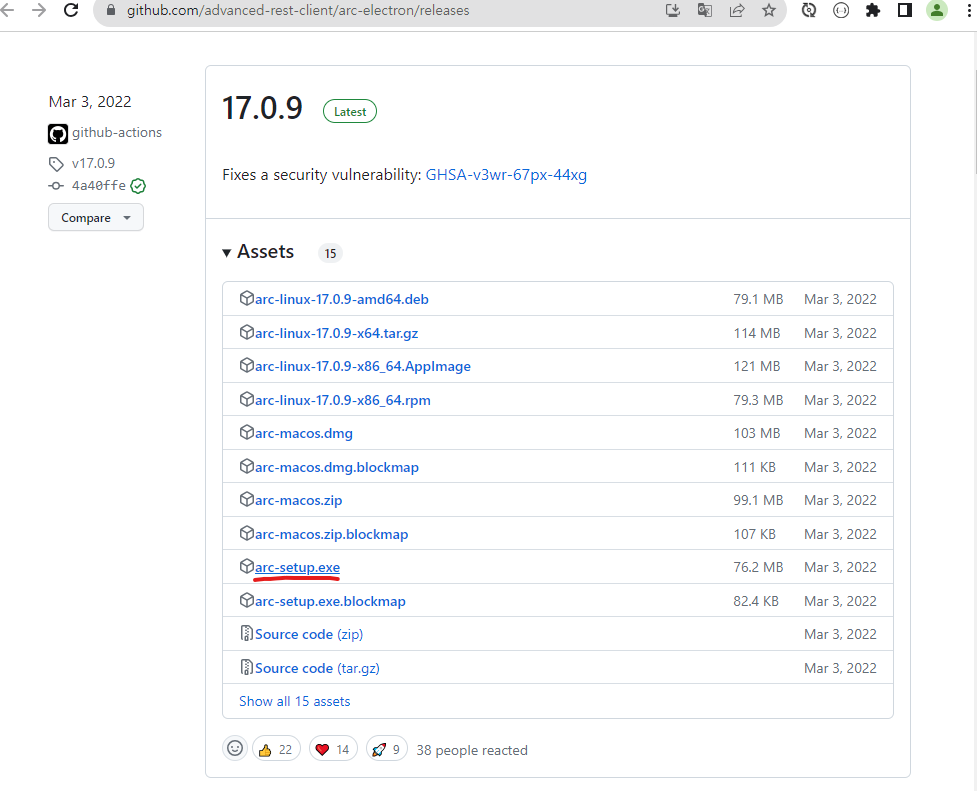 github.com/advanced-rest-client/arc-electron/releases
Mar 3, 2022
github-actions
v17.0.9
4a40ffe
Compare
17.0.9
Latest
Fixes a security vulnerability: GHSA-v3wr-67px-44xg
Assets 15
arc-linux-17.0.9-amd64.deb 79.1 MB Mar 3, 2022
arc-linux-17.0.9-x64.tar.gz 114 MB Mar 3, 2022
arc-linux-17.0.9-x86_64.AppImage 121 MB Mar 3, 2022
arc-linux-17.0.9-x86_64.rpm 79.3 MB Mar 3, 2022
arc-macos.dmg 103 MB Mar 3, 2022
arc-macos.dmg.blockmap 111 KB Mar 3, 2022
arc-macos.zip 99.1 MB Mar 3, 2022
arc-macos.zip.blockmap 107 KB Mar 3, 2022
arc-setup.exe 76.2 MB Mar 3, 2022
arc-setup.exe.blockmap 82.4 KB Mar 3, 2022
Source code (zip) Mar 3, 2022
Source code (tar.gz) Mar 3, 2022
Show all 15 assets
22 14 9 38 people reacted